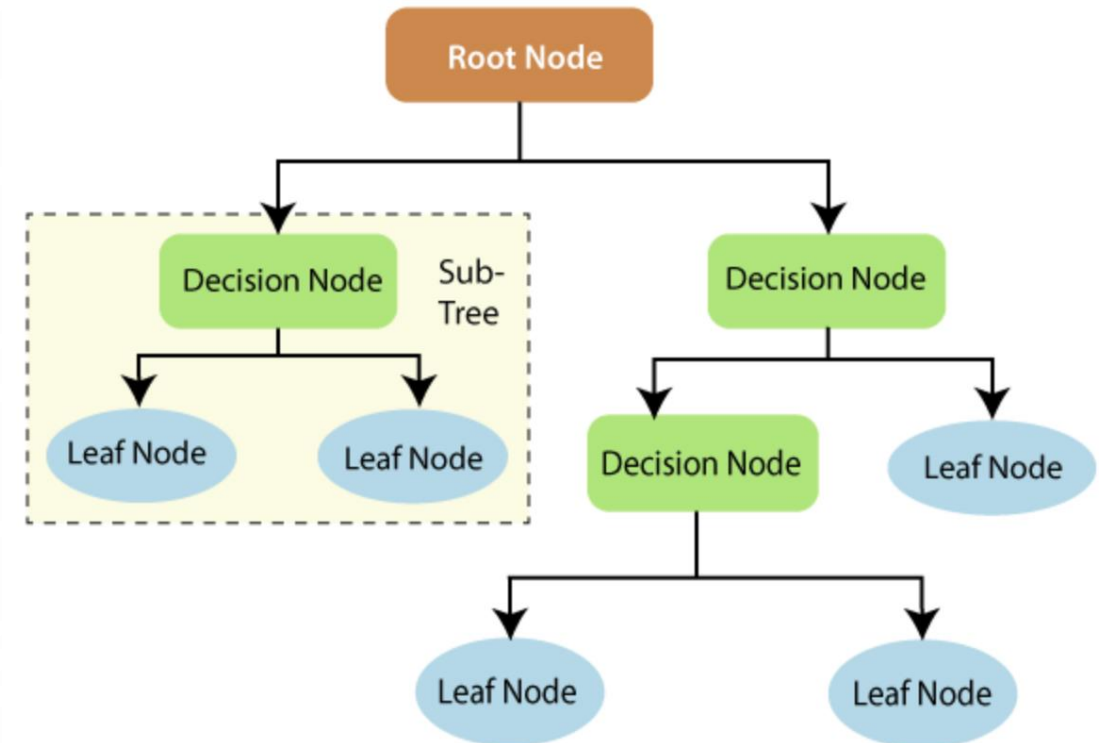 Root Node
Decision Node
Sub-
Tree
Decision Node
Leaf Node
Leaf Node
Decision Node
Leaf Node
Leaf Node
Leaf Node